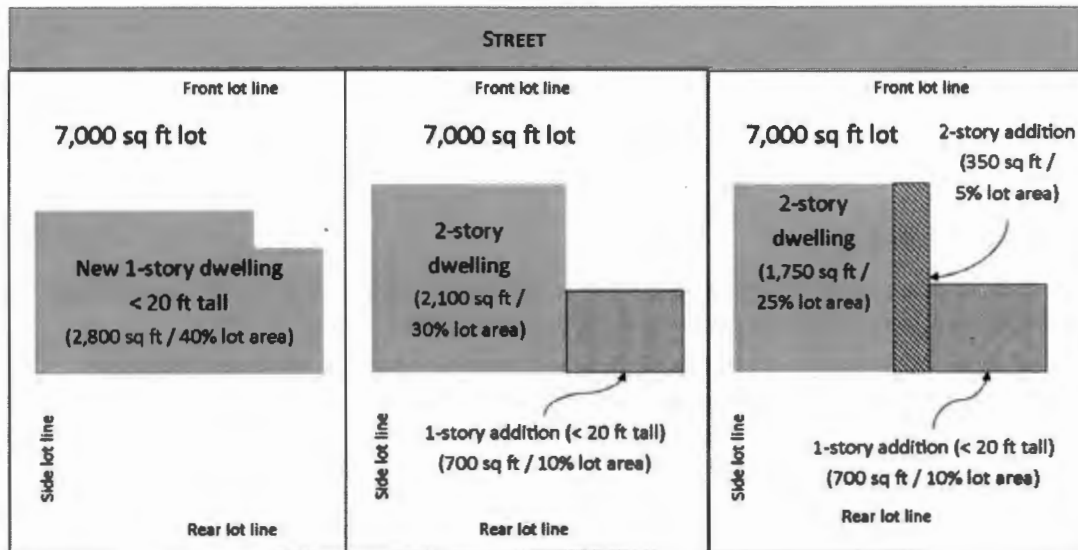 STREET
Front lot line
7,000 sq ft lot
New 1-story dwelling
< 20 ft tall
(2,800 sq ft / 40% lot area)
Side lot line
Rear lot line
Front lot line
7,000 sq ft lot
2-story
dwelling
(2,100 sq ft /
30% lot area)
1-story addition (< 20 ft tall)
(700 sq ft / 10% lot area)
Side lot line
Rear lot line
Front lot line
7,000 sq ft lot
2-story addition
(350 sq ft /
5% lot area)
2-story
dwelling
(1,750 sq ft /
25% lot area)
1-story addition (< 20 ft tall)
(700 sq ft / 10% lot area)
Side lot line
Rear lot line